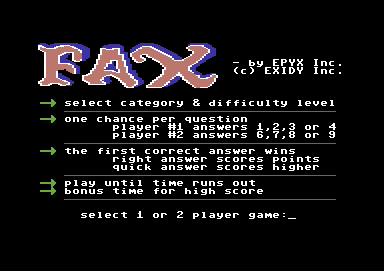 FAX
- by EPYX Inc.
(c) EXIDY Inc.
select category & difficulty level
one chance per question
player #1 answers 1,2,3 or 4
player #2 answers 6,7,8 or 9
the first correct answer wins
right answer scores points
quick answer scores higher
play until time runs out
bonus time for high score
select 1 or 2 player game:_